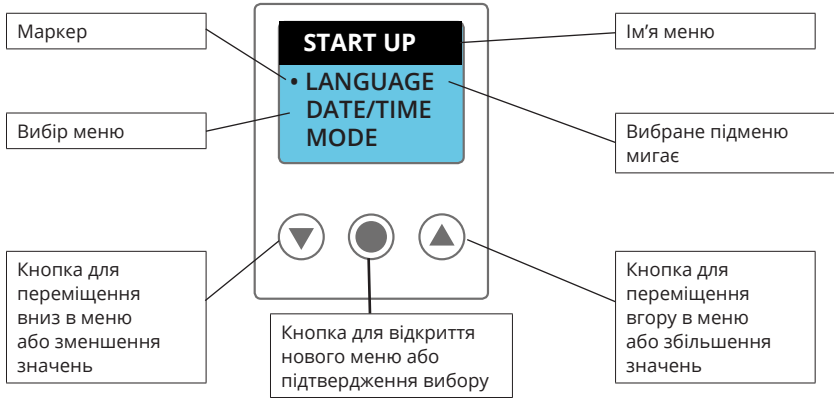 Маркер
START UP
Ім’я меню
• LANGUAGE
DATE/TIME
MODE
Вибір меню
Вибране підменю
мигає
Кнопка для
переміщення
вниз в меню
або зменшення
значень
Кнопка для відкриття
нового меню або
підтвердження вибору
Кнопка для
переміщення
вгору в меню
або збільшення
значень